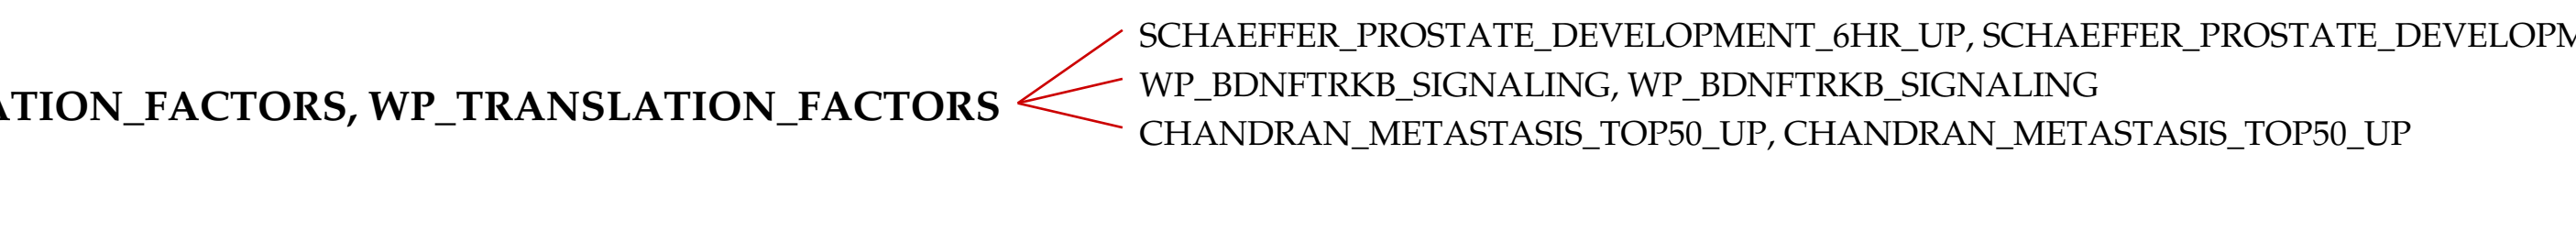 SCHAEFFER_PROSTATE_DEVELOPMENT_6HR_UP, SCHAEFFER_PROSTATE_DEVELOPM
WP_BDNFTRKB_SIGNALING, WP_BDNFTRKB_SIGNALING
ATION_FACTORS, WP_TRANSLATION_FACTORS
CHANDRAN_METASTASIS_TOP50_UP, CHANDRAN_METASTASIS_TOP50_UP